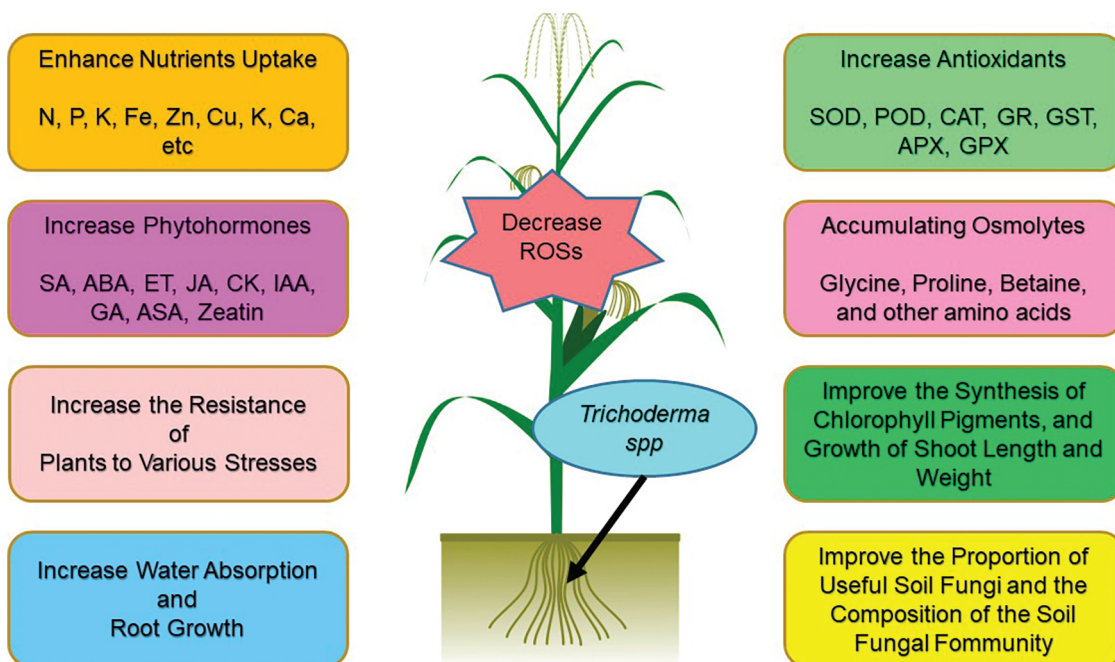 Enhance Nutrients Uptake
N, P, K, Fe, Zn, Cu, K, Ca,
etc
Increase Phytohormones
SA, ABA, ET, JA, CK, IAA,
GA, ASA, Zeatin
Increase the Resistance
of
Plants to Various Stresses
Increase Water Absorption
and
Root Growth
Decrease
ROSs
Trichoderma
spp
Increase Antioxidants
SOD, POD, CAT, GR, GST,
APX, GPX
Accumulating Osmolytes
Glycine, Proline, Betaine,
and other amino acids
Improve the Synthesis of
Chlorophyll Pigments, and
Growth of Shoot Length and
Weight
Improve the Proportion of
Useful Soil Fungi and the
Composition of the Soil
Fungal Fommunity